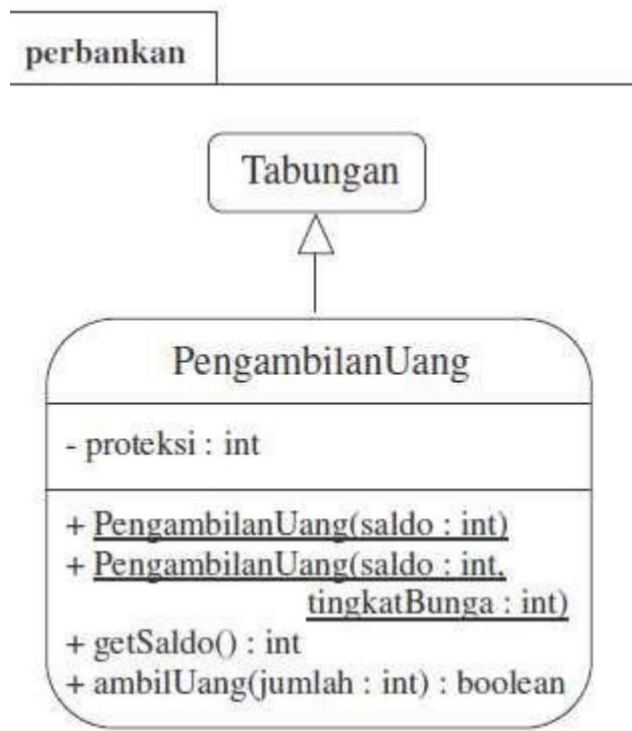 perbankan
Tabungan
PengambilanUang
- proteksi : int
+ PengambilanUang(saldo : int)
+ PengambilanUang(saldo : int,
tingkatBunga : int)
+ getSaldo() : int
+ ambilUang(jumlah : int) : boolean